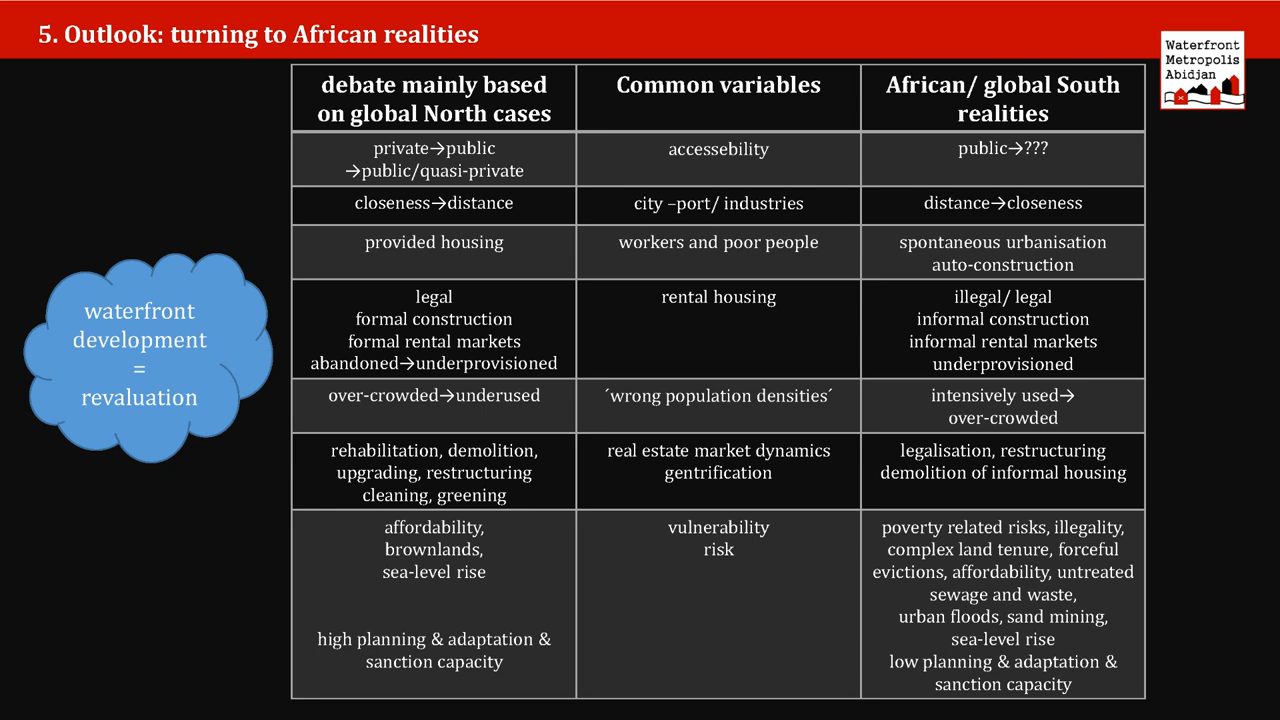 5. Outlook: turning to African realities
Waterfront
Metropolis
Abidjan
debate mainly based
on global North cases
Common variables
African/ global South
realities
private→public
→public/quasi-private
accessebility
public→???
closeness→distance
city –port/ industries
distance→closeness
provided housing
workers and poor people
spontaneous urbanisation
auto-construction
waterfront
development
=
revaluation
legal
formal construction
formal rental markets
abandoned→underprovisioned
rental housing
illegal/ legal
informal construction
informal rental markets
underprovisioned
over-crowded→underused
´wrong population densities´
intensively used→
over-crowded
rehabilitation, demolition,
upgrading, restructuring
cleaning, greening
real estate market dynamics
gentrification
legalisation, restructuring
demolition of informal housing
affordability,
brownlands,
sea-level rise
high planning & adaptation &
sanction capacity
vulnerability
risk
poverty related risks, illegality,
complex land tenure, forceful
evictions, affordability, untreated
sewage and waste,
urban floods, sand mining,
sea-level rise
low planning & adaptation &
sanction capacity